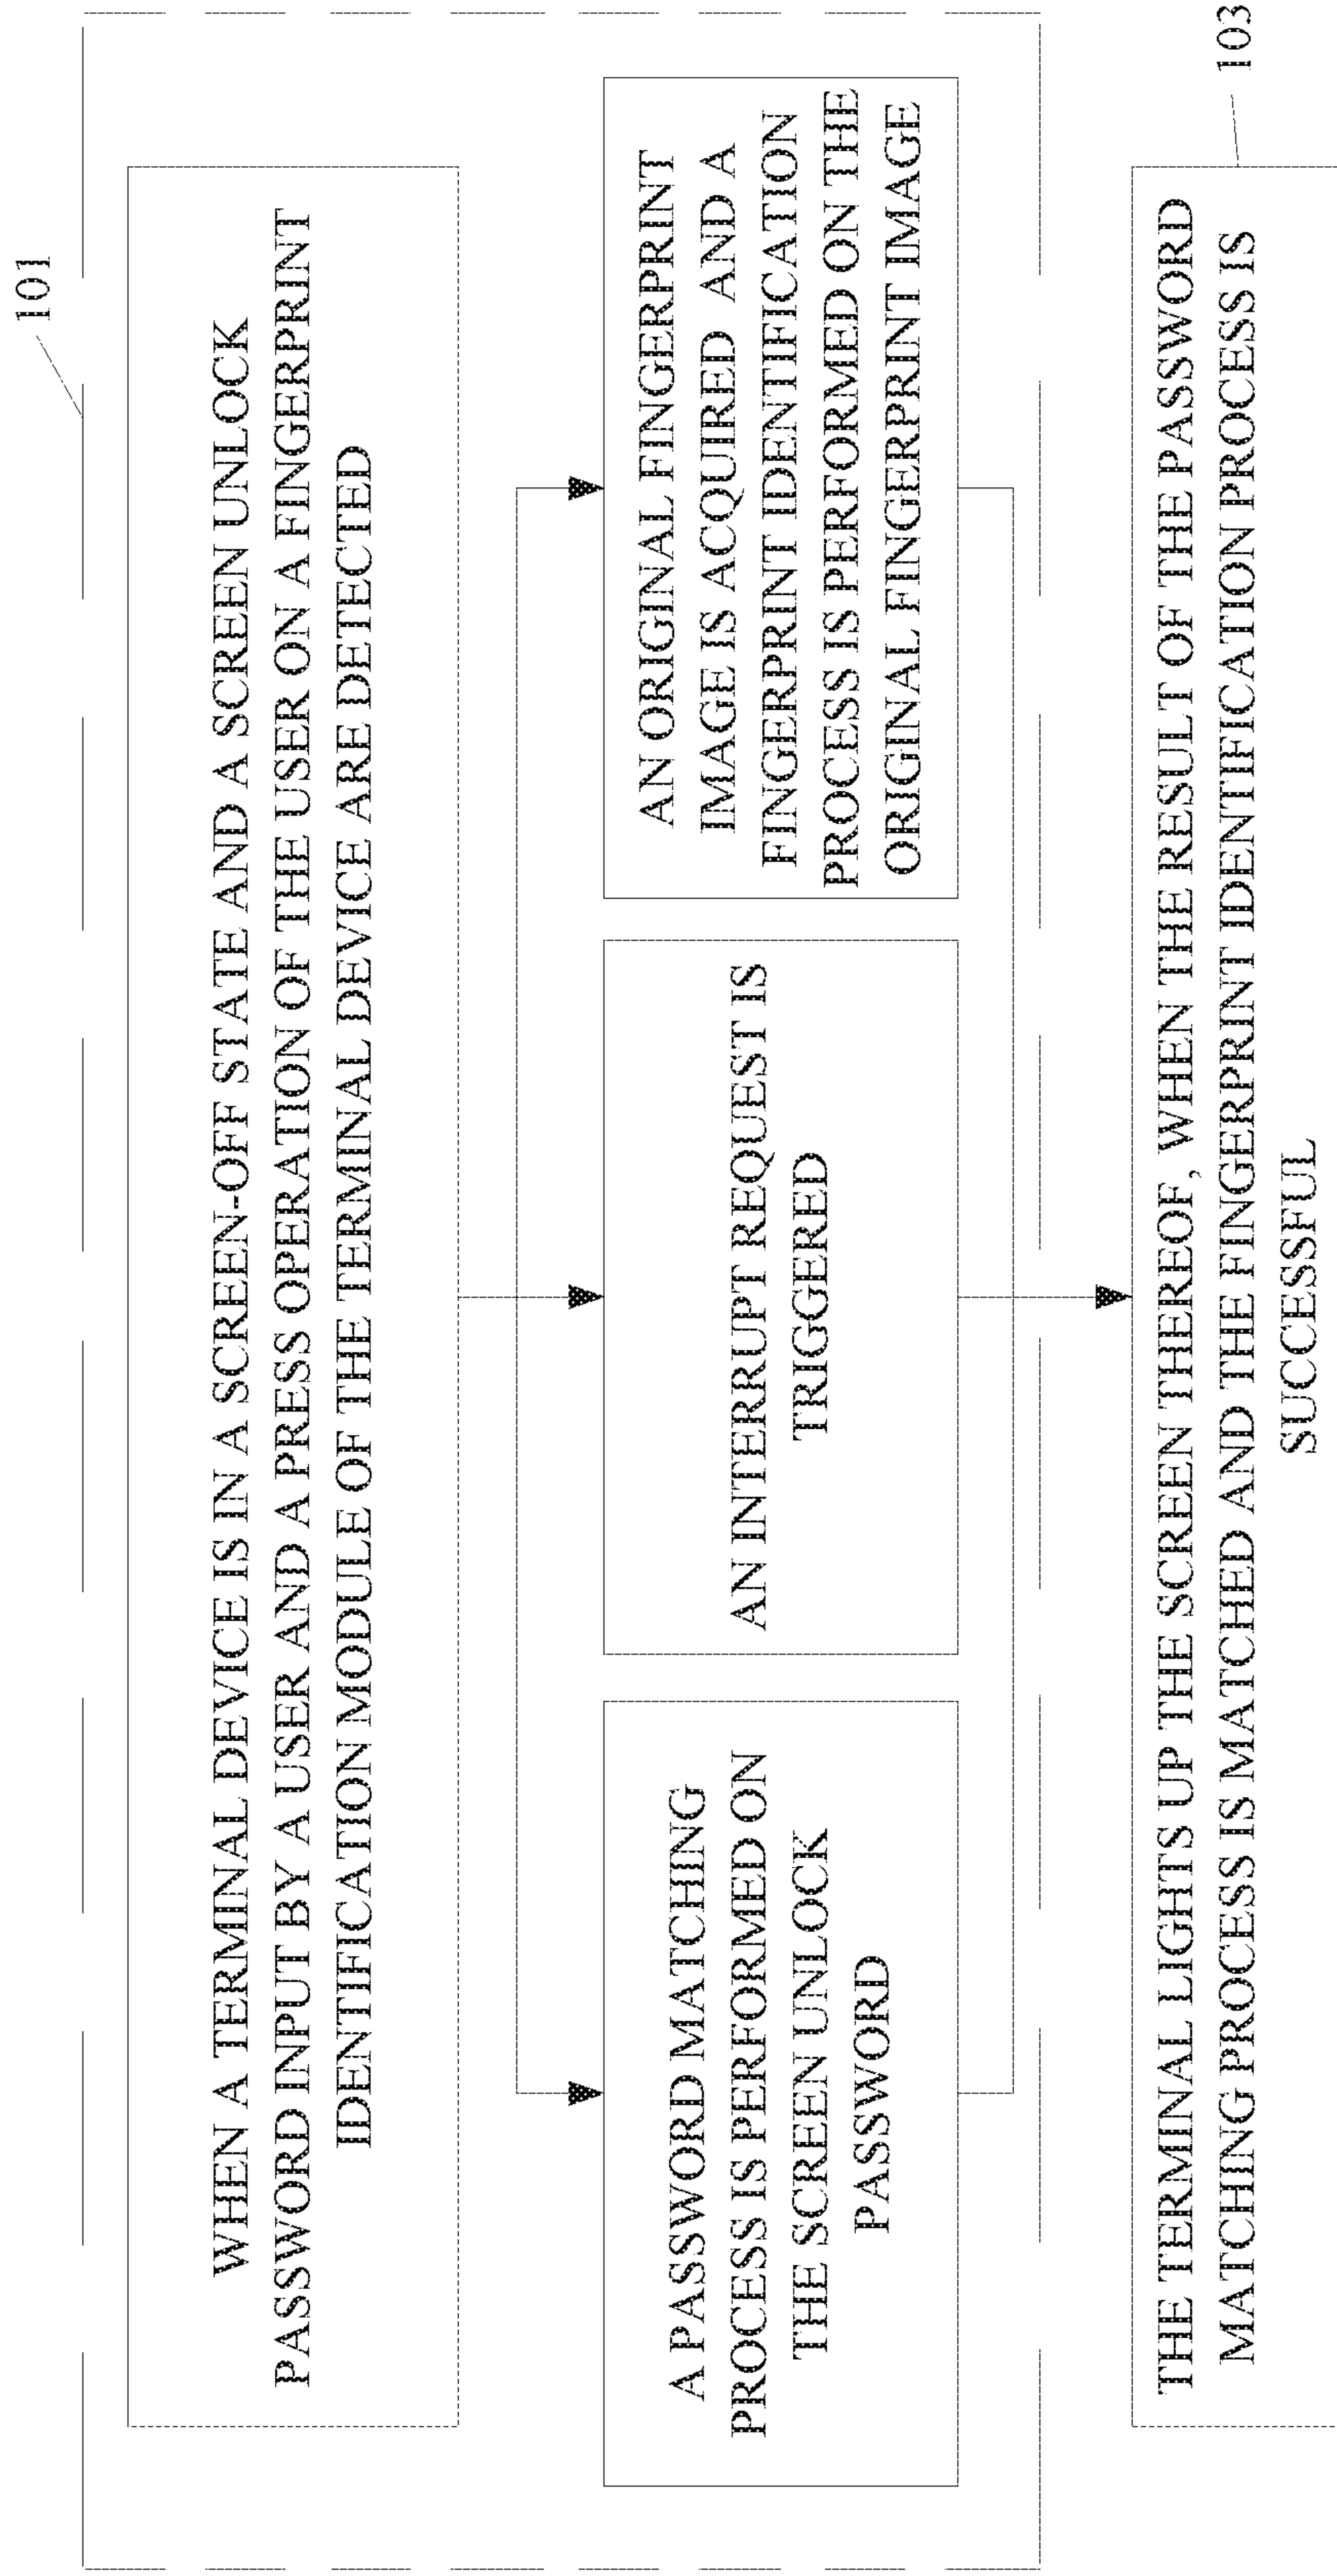 101
WHEN A TERMINAL DEVICE IS IN A SCREEN-OFF STATE AND A SCREEN UNLOCK
PASSWORD INPUT BY A USER AND A PRESS OPERATION OF THE USER ON A FINGERPRINT
IDENTIFICATION MODULE OF THE TERMINAL DEVICE ARE DETECTED
A PASSWORD MATCHING
PROCESS IS PERFORMED ON
THE SCREEN UNLOCK
PASSWORD
AN INTERRUPT REQUEST IS
TRIGGERED
AN ORIGINAL FINGERPRINT
IMAGE IS ACQUIRED AND A
FINGERPRINT IDENTIFICATION
PROCESS IS PERFORMED ON THE
ORIGINAL FINGERPRINT IMAGE
103
THE TERMINAL LIGHTS UP THE SCREEN THEREOF, WHEN THE RESULT OF THE PASSWORD
MATCHING PROCESS IS MATCHED AND THE FINGERPRINT IDENTIFICATION PROCESS IS
SUCCESSFUL